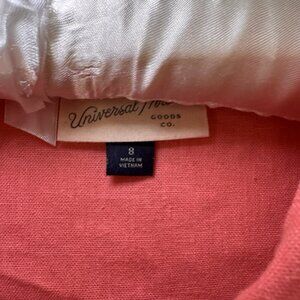 Universal
GOODS
CO.
8
MADE IN
VIETNAM